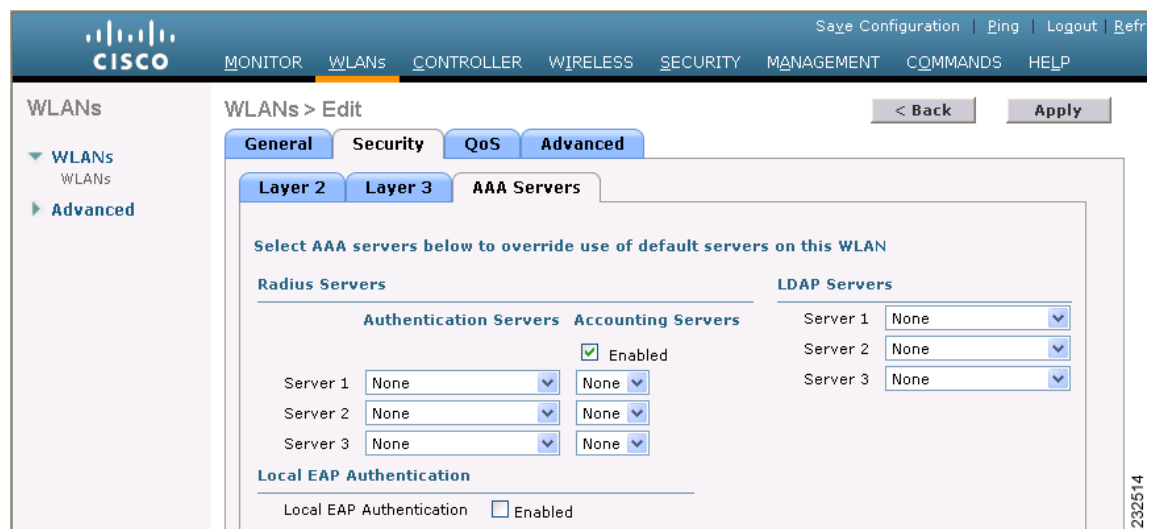 Save Configuration | Ping | Logout | Refr
CISCO
MONITOR WLANs CONTROLLER WIRELESS SECURITY MANAGEMENT COMMANDS HELP
WLANs
WLANs > Edit
< Back
Apply
General Security QoS Advanced
WLANs
WLANs
Advanced
Layer 2 Layer 3 AAA Servers
Select AAA servers below to override use of default servers on this WLAN
Radius Servers
LDAP Servers
Authentication Servers Accounting Servers
Enabled
Server 1 None None
Server 2 None None
Server 3 None None
Server 1 None
Server 2 None
Server 3 None
Local EAP Authentication
Local EAP Authentication Enabled
232514